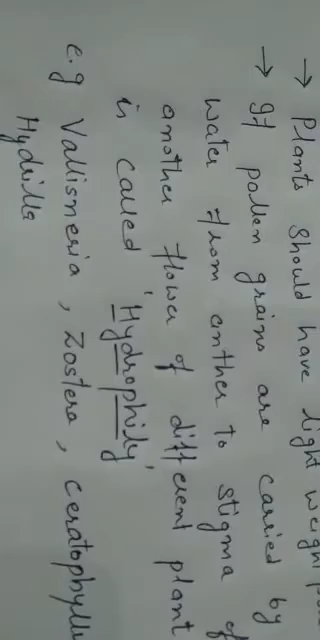 → Plants should have light weight
→ If pollen grains are carried by
water from anther to stigma of
another flower of different plant
is called 'Hydrophily'
e.g Vallisneria, Zostera,
Hydrilla